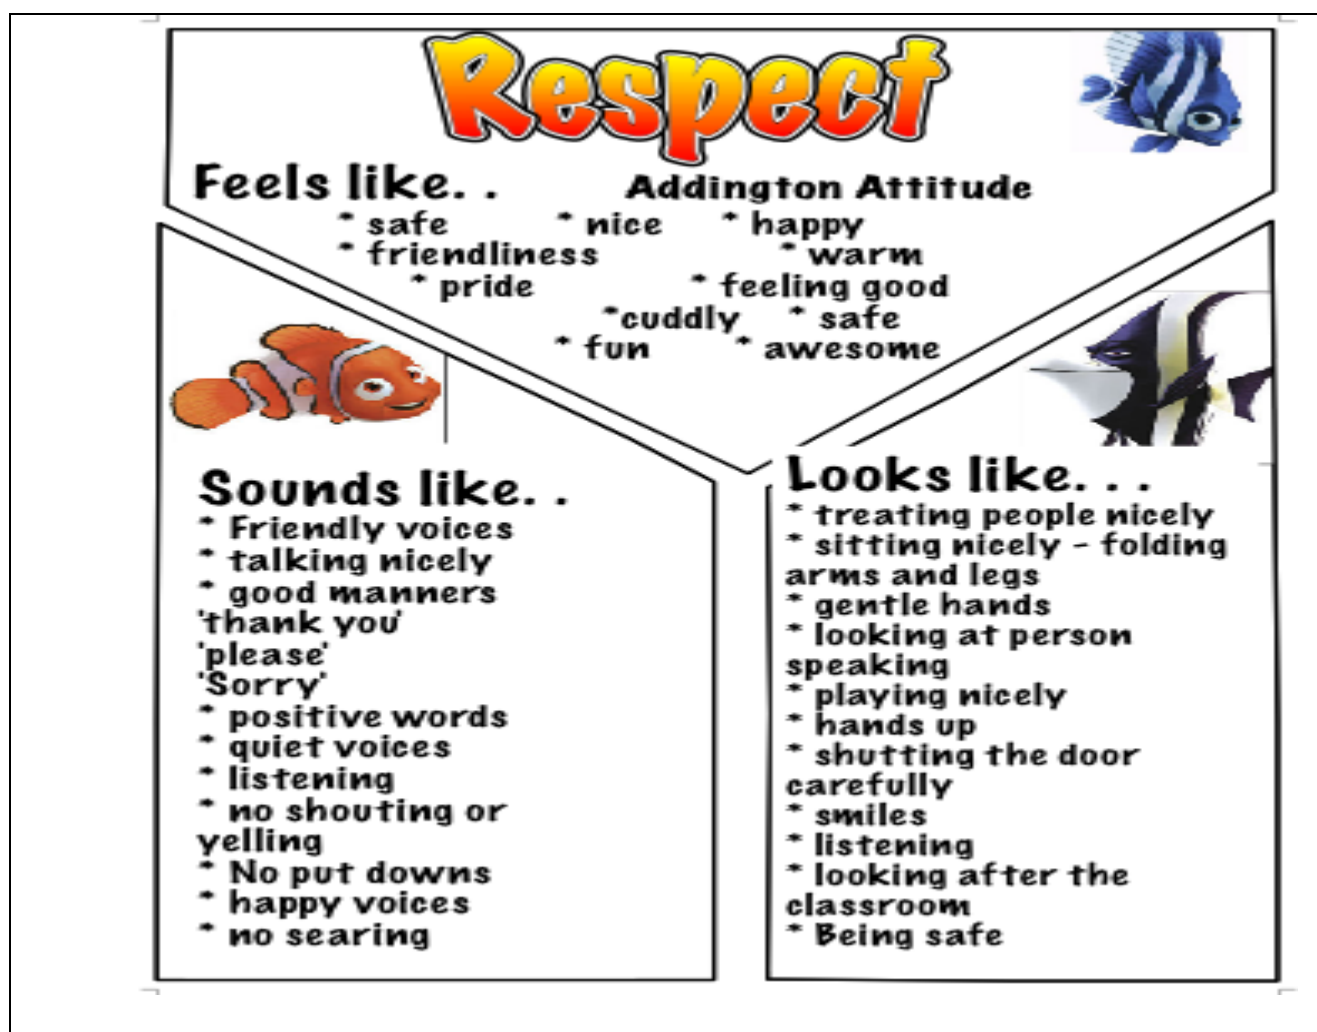 Respect
Feels like. .
Addington Attitude
* safe * nice * happy
* friendliness * warm
* pride * feeling good
*cuddly * safe
* fun * awesome
Sounds like. .
* Friendly voices
* talking nicely
* good manners
'thank you'
'please'
'Sorry'
* positive words
* quiet voices
* listening
* no shouting or
yelling
* No put downs
* happy voices
* no searing
Looks like. . .
* treating people nicely
* sitting nicely - folding
arms and legs
* gentle hands
* looking at person
speaking
* playing nicely
* hands up
* shutting the door
carefully
* smiles
* listening
* looking after the
classroom
* Being safe